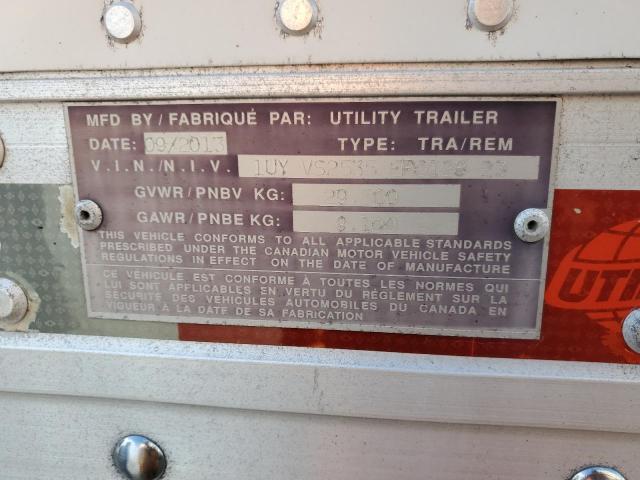 MFD BY / FABRIQUÉ PAR: UTILITY TRAILER
DATE: 09/2013 TYPE: TRA/REM
V.I.N./N.I.V. 1UY
GVWR/PNBV KG:
GAWR/PNBE KG:
THIS VEHICLE CONFORMS TO ALL APPLICABLE STANDARDS
PRESCRIBED UNDER THE CANADIAN MOTOR VEHICLE SAFETY
REGULATIONS IN EFFECT ON THE DATE OF MANUFACTURE
CE VÉHICULE EST CONFORME À TOUTES LES NORMES QUI
LUI SONT APPLICABLES EN VERTU DU RÉGLEMENT SUR LA
SÉCURITÉ DES VÉHICULES AUTOMOBILES DU CANADA EN
VIGUEUR À LA DATE DE SA FABRICATION
UTI